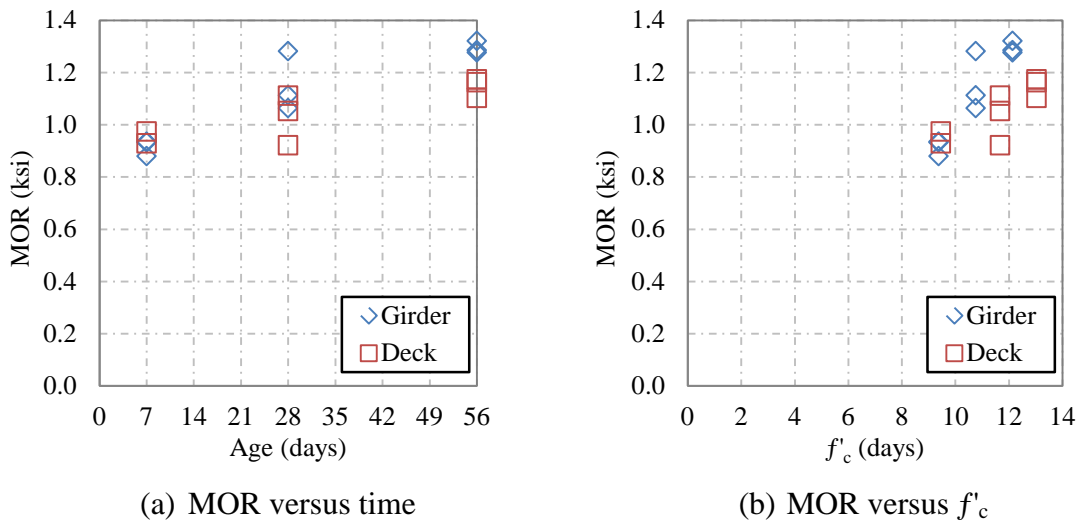 1.4
1.2
1.0
0.8
0.6
0.4
0.2
0.0
MOR (ksi)
0 7 14 21 28 35 42 49 56
Age (days)
Girder
Deck
(a) MOR versus time
1.4
1.2
1.0
0.8
0.6
0.4
0.2
0.0
MOR (ksi)
0 2 4 6 8 10 12 14
f'c (days)
Girder
Deck
(b) MOR versus f'c